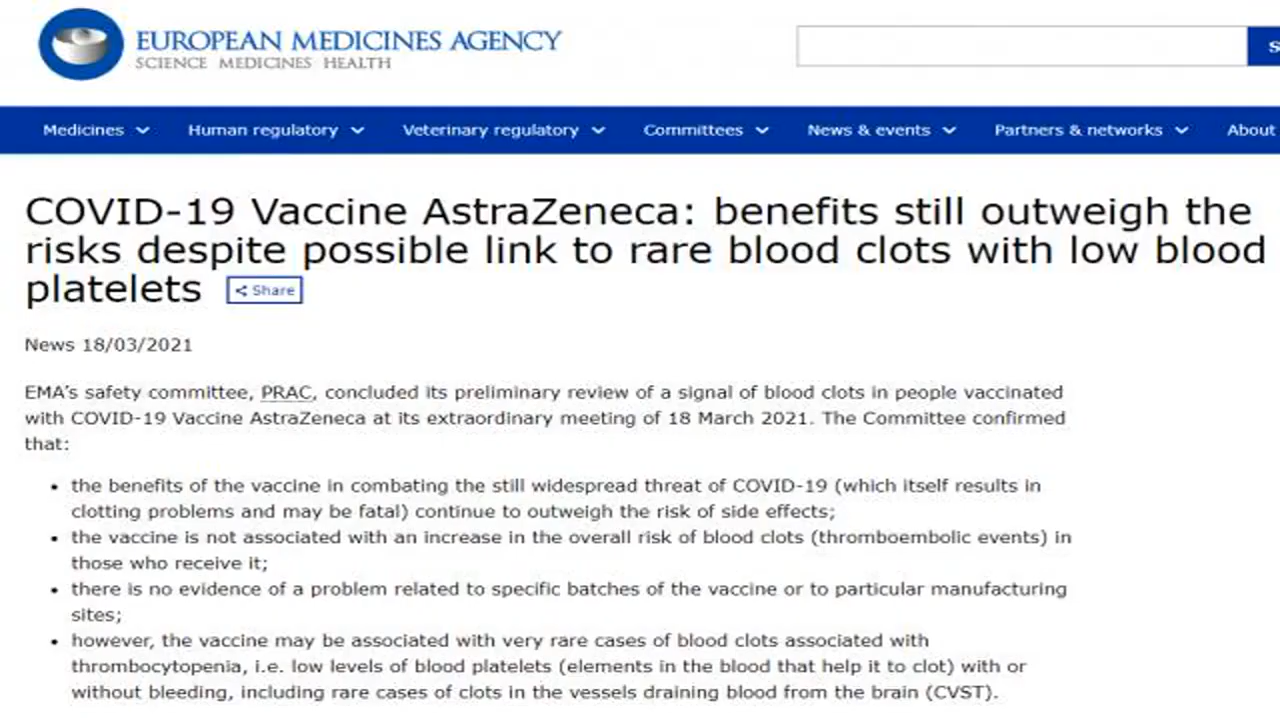 EUROPEAN MEDICINES AGENCY
SCIENCE MEDICINES HEALTH
S
Medicines Human regulatory Veterinary regulatory Committees News & events Partners & networks About
COVID-19 Vaccine AstraZeneca: benefits still outweigh the
risks despite possible link to rare blood clots with low blood
platelets Share
News 18/03/2021
EMA's safety committee, PRAC, concluded its preliminary review of a signal of blood clots in people vaccinated
with COVID-19 Vaccine AstraZeneca at its extraordinary meeting of 18 March 2021. The Committee confirmed
that:
• the benefits of the vaccine in combating the still widespread threat of COVID-19 (which itself results in
clotting problems and may be fatal) continue to outweigh the risk of side effects;
• the vaccine is not associated with an increase in the overall risk of blood clots (thromboembolic events) in
those who receive it;
• there is no evidence of a problem related to specific batches of the vaccine or to particular manufacturing
sites;
• however, the vaccine may be associated with very rare cases of blood clots associated with
thrombocytopenia, i.e. low levels of blood platelets (elements in the blood that help it to clot) with or
without bleeding, including rare cases of clots in the vessels draining blood from the brain (CVST).